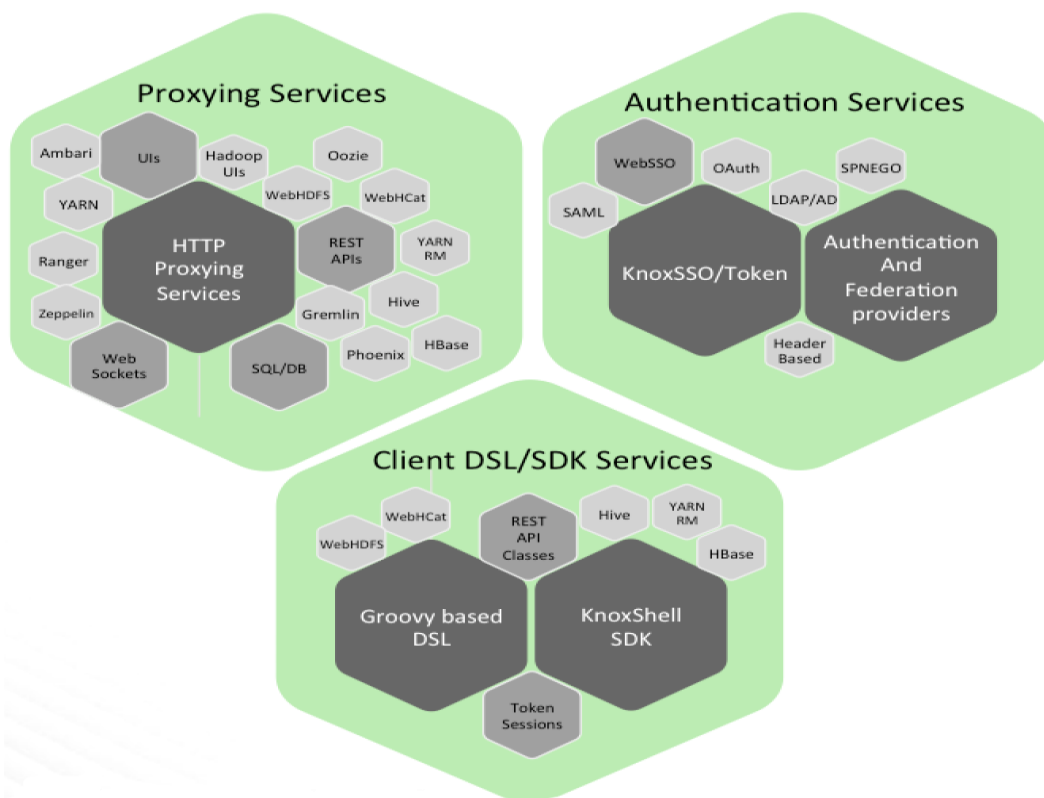 Proxying Services
Ambari
UIs
Hadoop
UIs
Oozie
YARN
WebHDFS
WebHCat
HTTP
Proxying
Services
REST
APIs
YARN
RM
Ranger
Zeppelin
Gremlin
Hive
Web
Sockets
SQL/DB
Phoenix
HBase
Authentication Services
WebSSO
OAuth
SPNEGO
LDAP/AD
SAML
KnoxSSO/Token
Authentication
And
Federation
providers
Header
Based
Client DSL/SDK Services
WebHDFS
WebHCat
REST
API
Classes
Hive
YARN
RM
HBase
Groovy based
DSL
KnoxShell
SDK
Token
Sessions